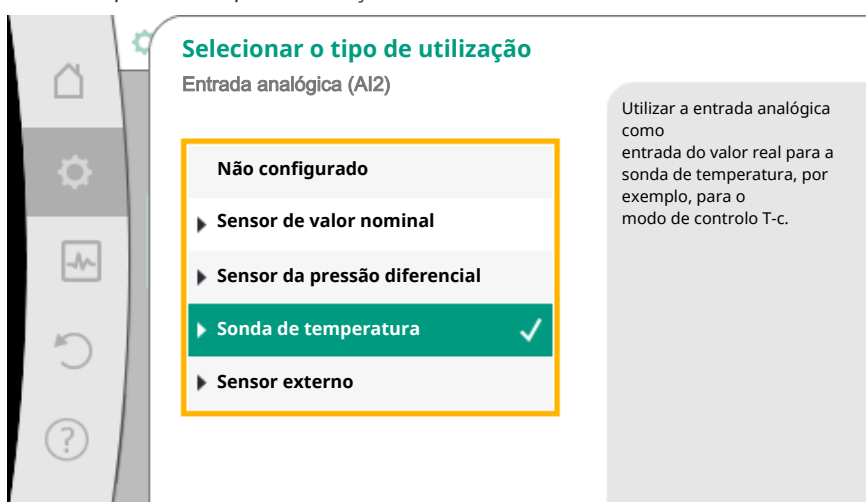 Selecionar o tipo de utilização
Entrada analógica (AI2)
Não configurado
Sensor de valor nominal
Sensor da pressão diferencial
Sonda de temperatura
Sensor externo
Utilizar a entrada analógica
como
entrada do valor real para a
sonda de temperatura, por
exemplo, para o
modo de controlo T-c.